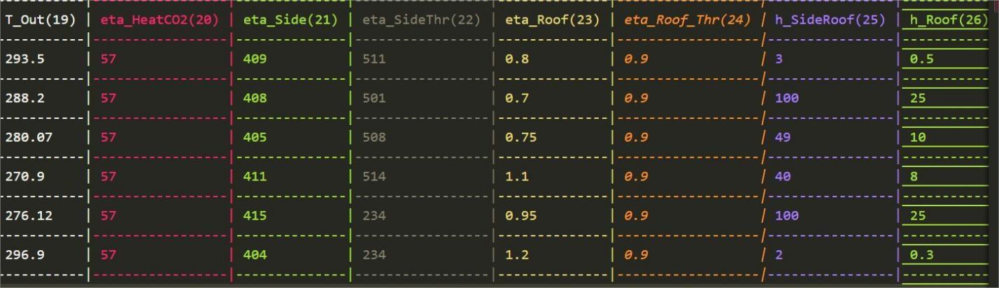 T_Out(19) | eta_HeatCO2(20) | eta_Side(21) | eta_SideThr(22) | eta_Roof(23) | eta_Roof_Thr(24) | h_SideRoof(25) | h_Roof(26)
293.5 | 57 | 409 | 511 | 0.8 | 0.9 | 3 | 0.5
288.2 | 57 | 408 | 501 | 0.7 | 0.9 | 100 | 25
280.07 | 57 | 405 | 508 | 0.75 | 0.9 | 49 | 10
270.9 | 57 | 411 | 514 | 1.1 | 0.9 | 40 | 8
276.12 | 57 | 415 | 234 | 0.95 | 0.9 | 100 | 25
296.9 | 57 | 404 | 234 | 1.2 | 0.9 | 2 | 0.3